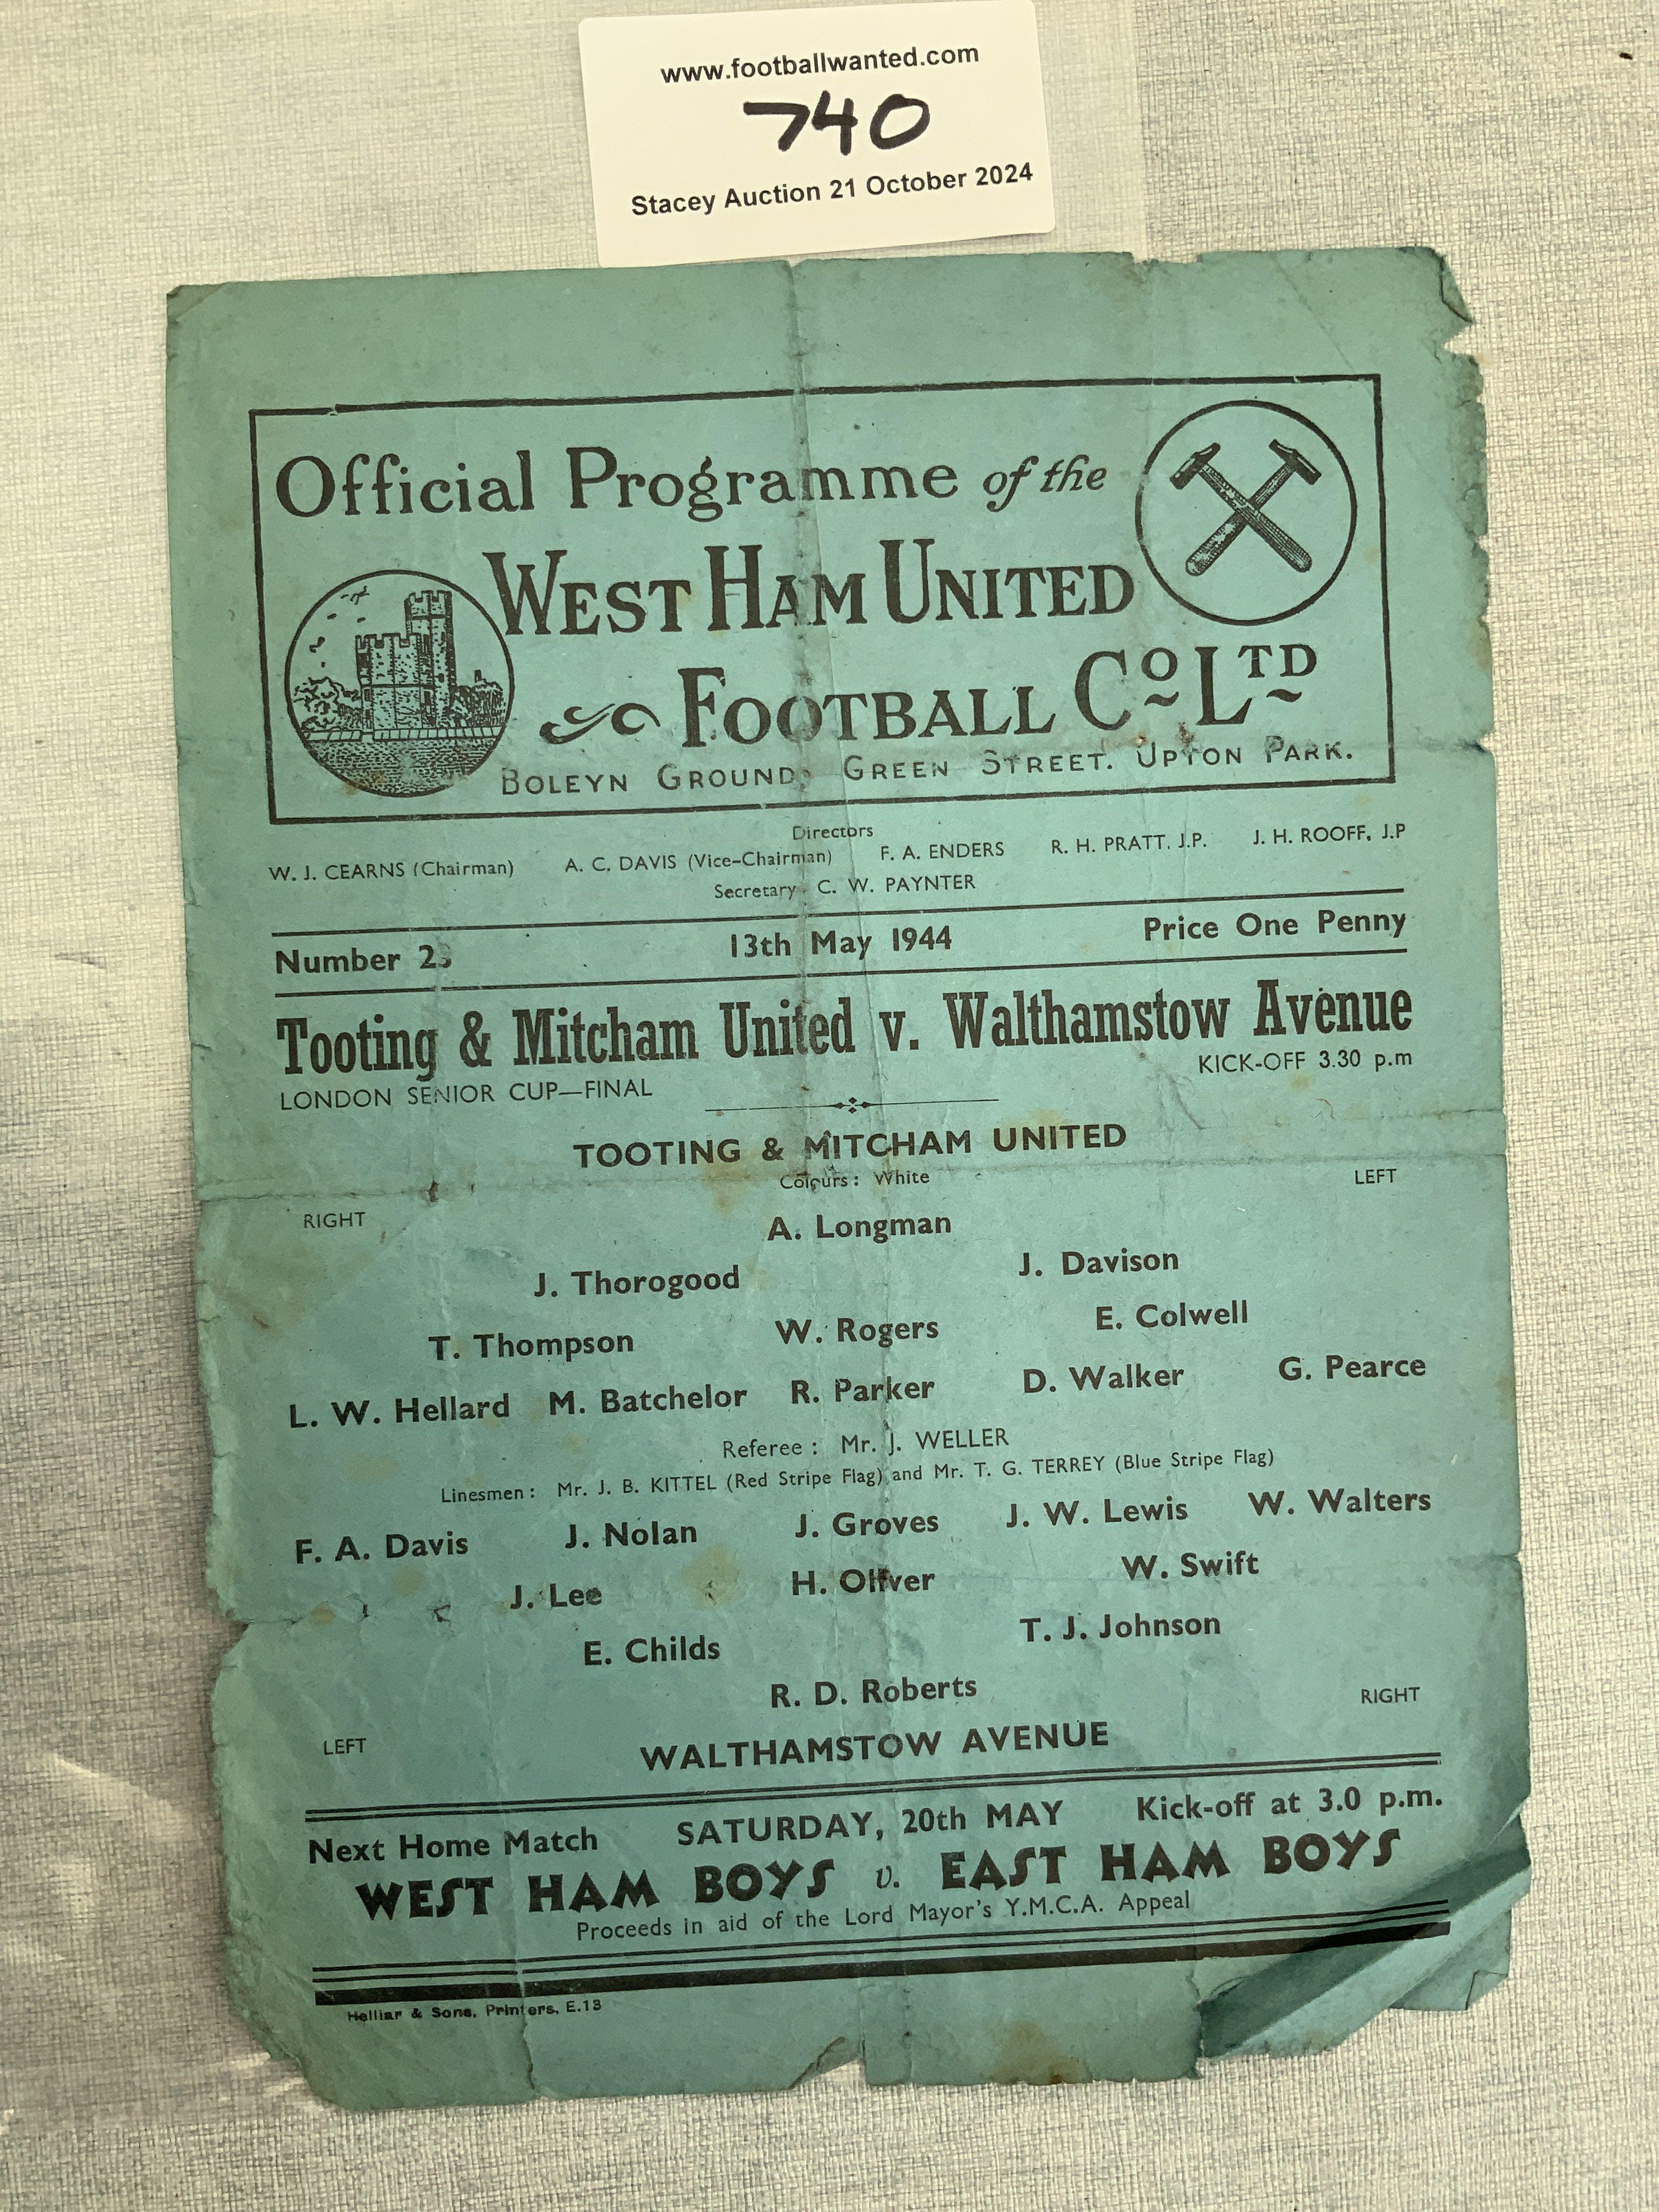 www.footballwanted.com
740
Stacey Auction 21 October 2024
Official Programme of the
WEST HAM UNITED
FOOTBALL CO LTD
BOLEYN GROUND, GREEN STREET. UPTON PARK.
Directors
W. J. CEARNS (Chairman) A. C. DAVIS (Vice-Chairman) F. A. ENDERS R. H. PRATT, J.P. J. H. ROOFF, J.P
Secretary C. W. PAYNTER
Number 23 13th May 1944 Price One Penny
Tooting & Mitcham United v. Walthamstow Avenue
LONDON SENIOR CUP—FINAL KICK-OFF 3.30 p.m
TOOTING & MITCHAM UNITED
Colours: White
RIGHT LEFT
A. Longman
J. Thorogood J. Davison
T. Thompson W. Rogers E. Colwell
L. W. Hellard M. Batchelor R. Parker D. Walker G. Pearce
Referee: Mr. J. WELLER
Linesmen: Mr. J. B. KITTEL (Red Stripe Flag) and Mr. T. G. TERREY (Blue Stripe Flag)
F. A. Davis J. Nolan J. Groves J. W. Lewis W. Walters
J. Lee H. Oliver W. Swift
E. Childs T. J. Johnson
R. D. Roberts
LEFT RIGHT
WALTHAMSTOW AVENUE
Next Home Match SATURDAY, 20th MAY Kick-off at 3.0 p.m.
WEST HAM BOYS v. EAST HAM BOYS
Proceeds in aid of the Lord Mayor's Y.M.C.A. Appeal
Helliar & Sons, Printers, E.13